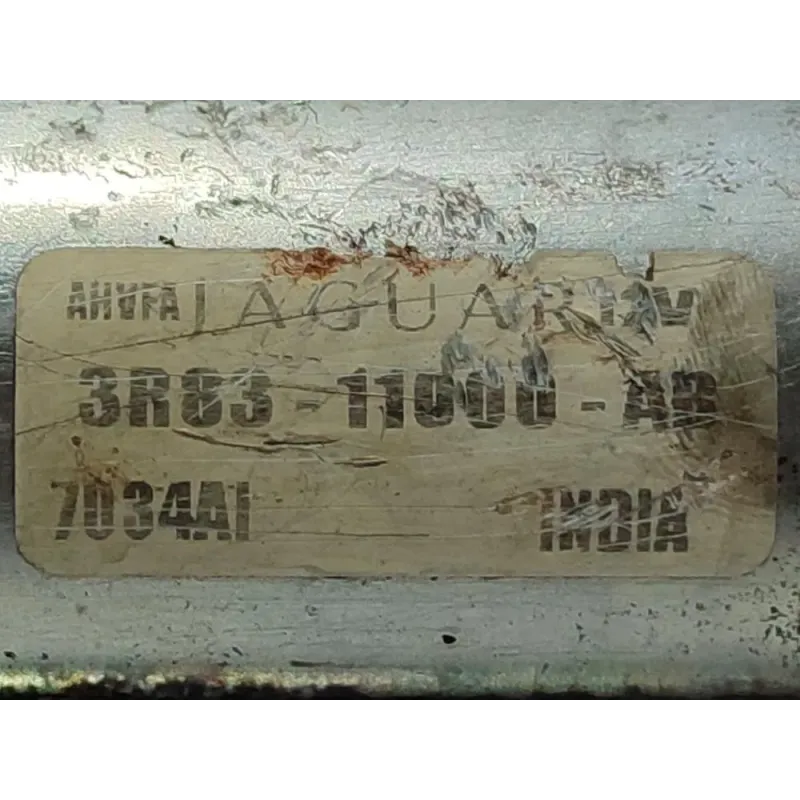 AHVFA JAGUAR 12V
3R83-11000-AB
7034AI
INDIA